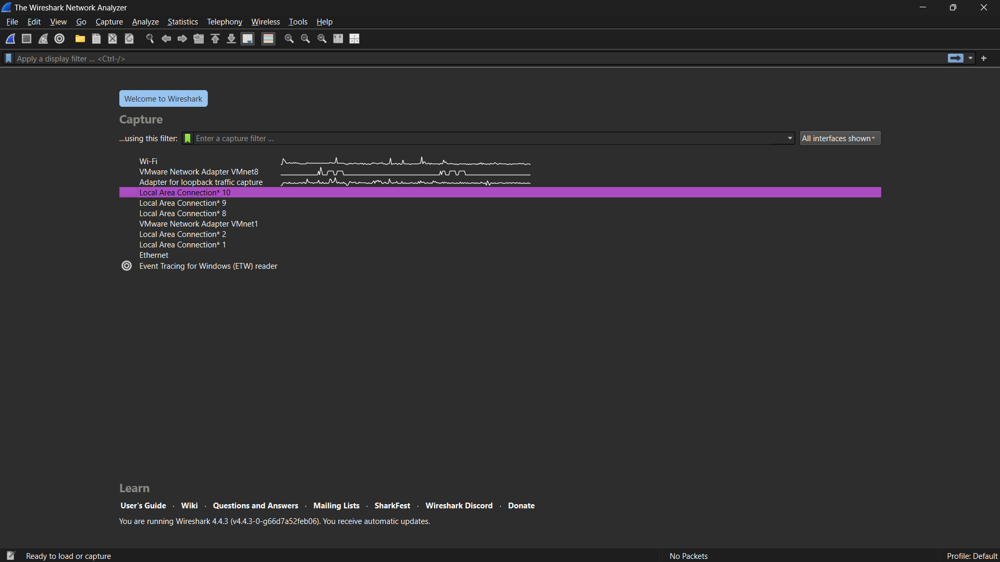 The Wireshark Network Analyzer
File Edit View Go Capture Analyze Statistics Telephony Wireless Tools Help
Apply a display filter ... <Ctrl-/>
Welcome to Wireshark
Capture
...using this filter: Enter a capture filter ... All interfaces shown
Wi-Fi
VMware Network Adapter VMnet8
Adapter for loopback traffic capture
Local Area Connection* 10
Local Area Connection* 9
Local Area Connection* 8
VMware Network Adapter VMnet1
Local Area Connection* 2
Local Area Connection* 1
Ethernet
Event Tracing for Windows (ETW) reader
Learn
User's Guide · Wiki · Questions and Answers · Mailing Lists · SharkFest · Wireshark Discord · Donate
You are running Wireshark 4.4.3 (v4.4.3-0-g66d7a52feb06). You receive automatic updates.
Ready to load or capture No Packets Profile: Default